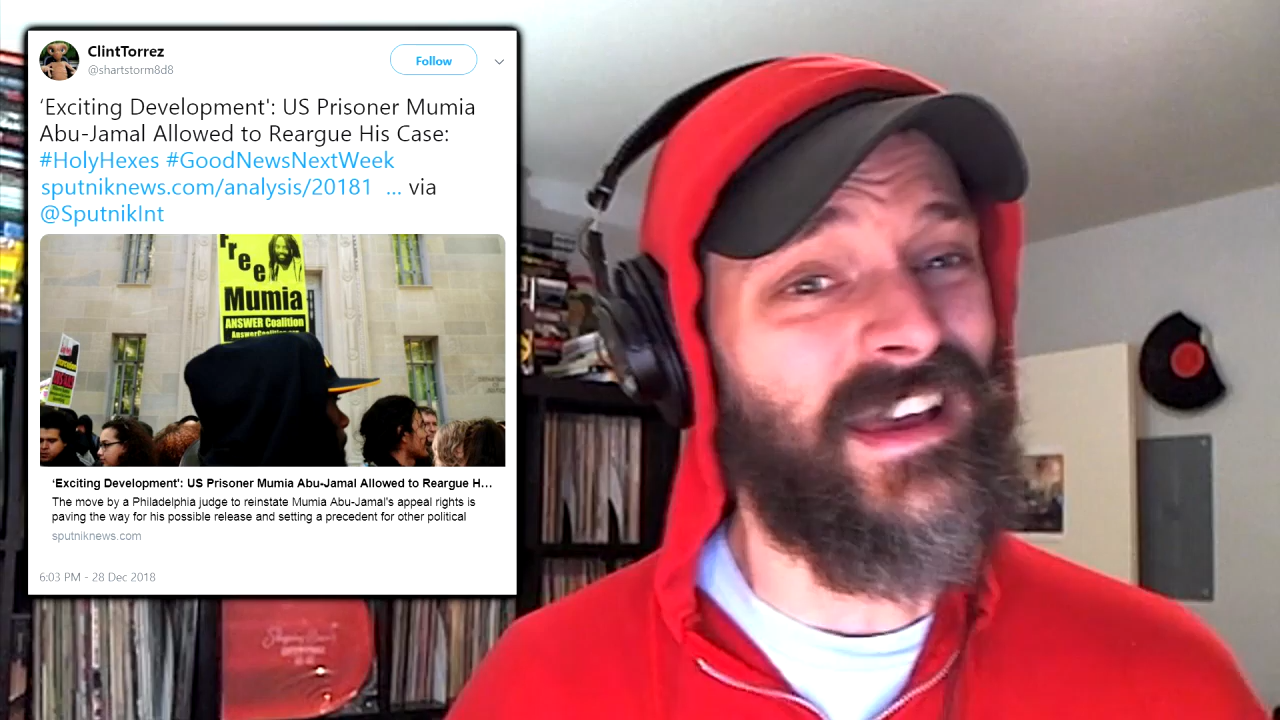 ClintTorrez
@shartstorm8d8
Follow
‘Exciting Development': US Prisoner Mumia
Abu-Jamal Allowed to Reargue His Case:
#HolyHexes #GoodNewsNextWeek
sputniknews.com/analysis/20181 ... via
@SputnikInt
Free
Mumia
ANSWER Coalition
‘Exciting Development': US Prisoner Mumia Abu-Jamal Allowed to Reargue H...
The move by a Philadelphia judge to reinstate Mumia Abu-Jamal's appeal rights is
paving the way for his possible release and setting a precedent for other political
sputniknews.com
6:03 PM - 28 Dec 2018